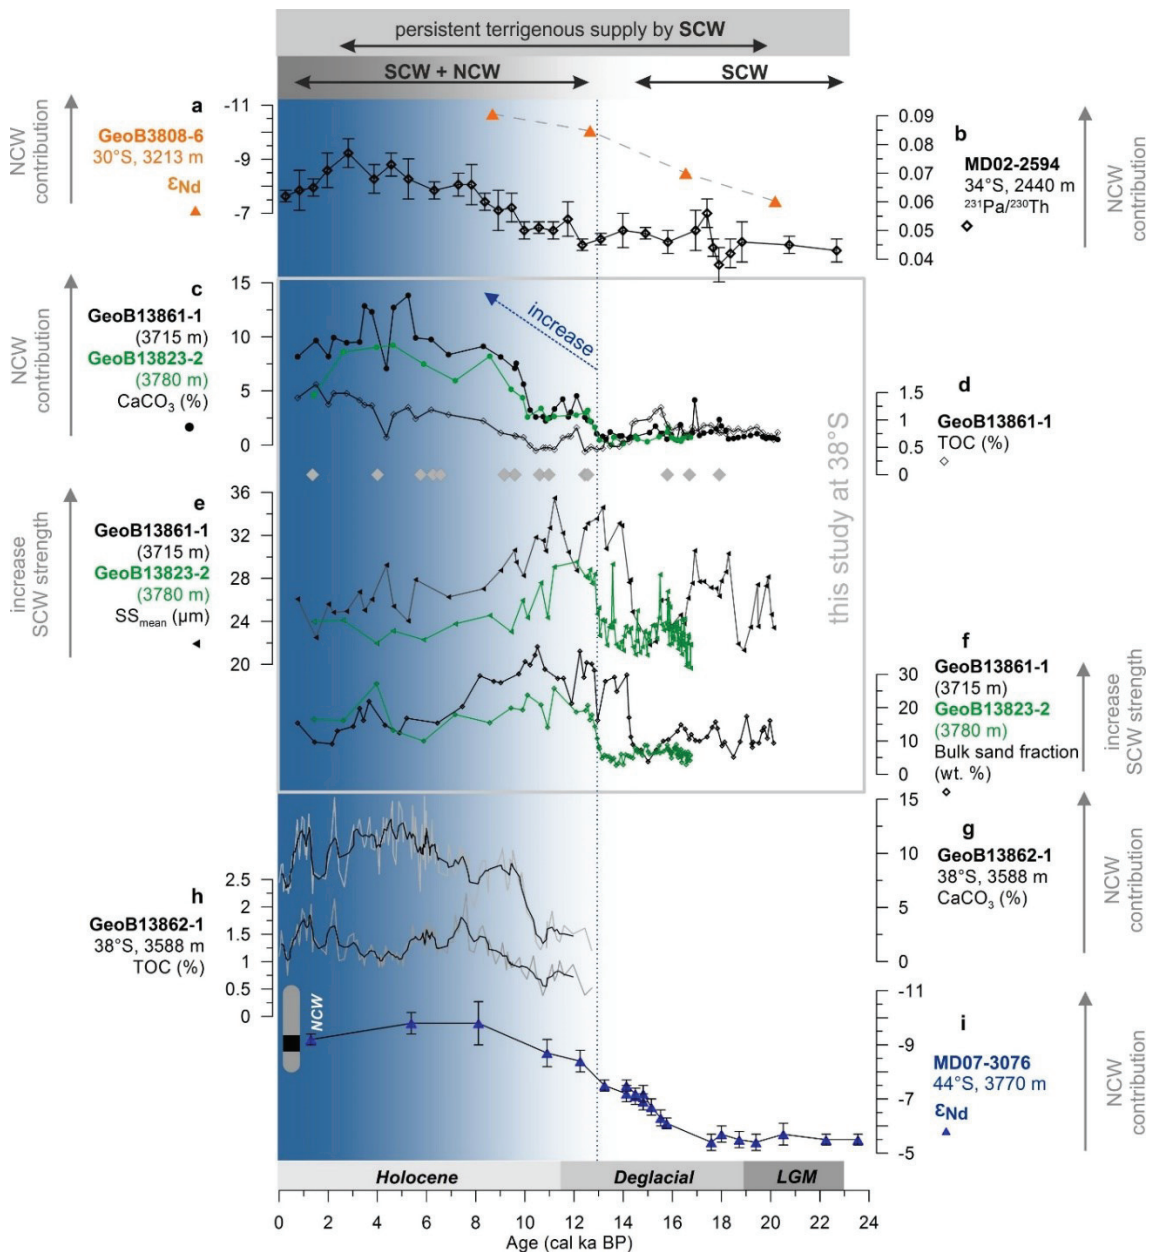 persistent terrigenous supply by SCW
SCW + NCW
SCW
NCW
contribution
a
GeoB3808-6
30°S, 3213 m
εNd
-11
-9
-7
0.09
0.08
0.07
0.06
0.05
0.04
b
MD02-2594
34°S, 2440 m
231Pa/230Th
NCW
contribution
NCW
contribution
c
GeoB13861-1
(3715 m)
GeoB13823-2
(3780 m)
CaCO3 (%)
15
10
5
0
increase
1.5
1
0.5
0
d
GeoB13861-1
TOC (%)
this study at 38°S
increase
SCW strength
e
GeoB13861-1
(3715 m)
GeoB13823-2
(3780 m)
SSmean (µm)
36
32
28
24
20
30
20
10
0
f
GeoB13861-1
(3715 m)
GeoB13823-2
(3780 m)
Bulk sand fraction
(wt. %)
increase
SCW strength
15
10
5
0
g
GeoB13862-1
38°S, 3588 m
CaCO3 (%)
NCW
contribution
h
GeoB13862-1
38°S, 3588 m
TOC (%)
2.5
2
1.5
1
0.5
0
NCW
-11
-9
-7
-5
i
MD07-3076
44°S, 3770 m
εNd
NCW
contribution
Holocene
Deglacial
LGM
0 2 4 6 8 10 12 14 16 18 20 22 24
Age (cal ka BP)